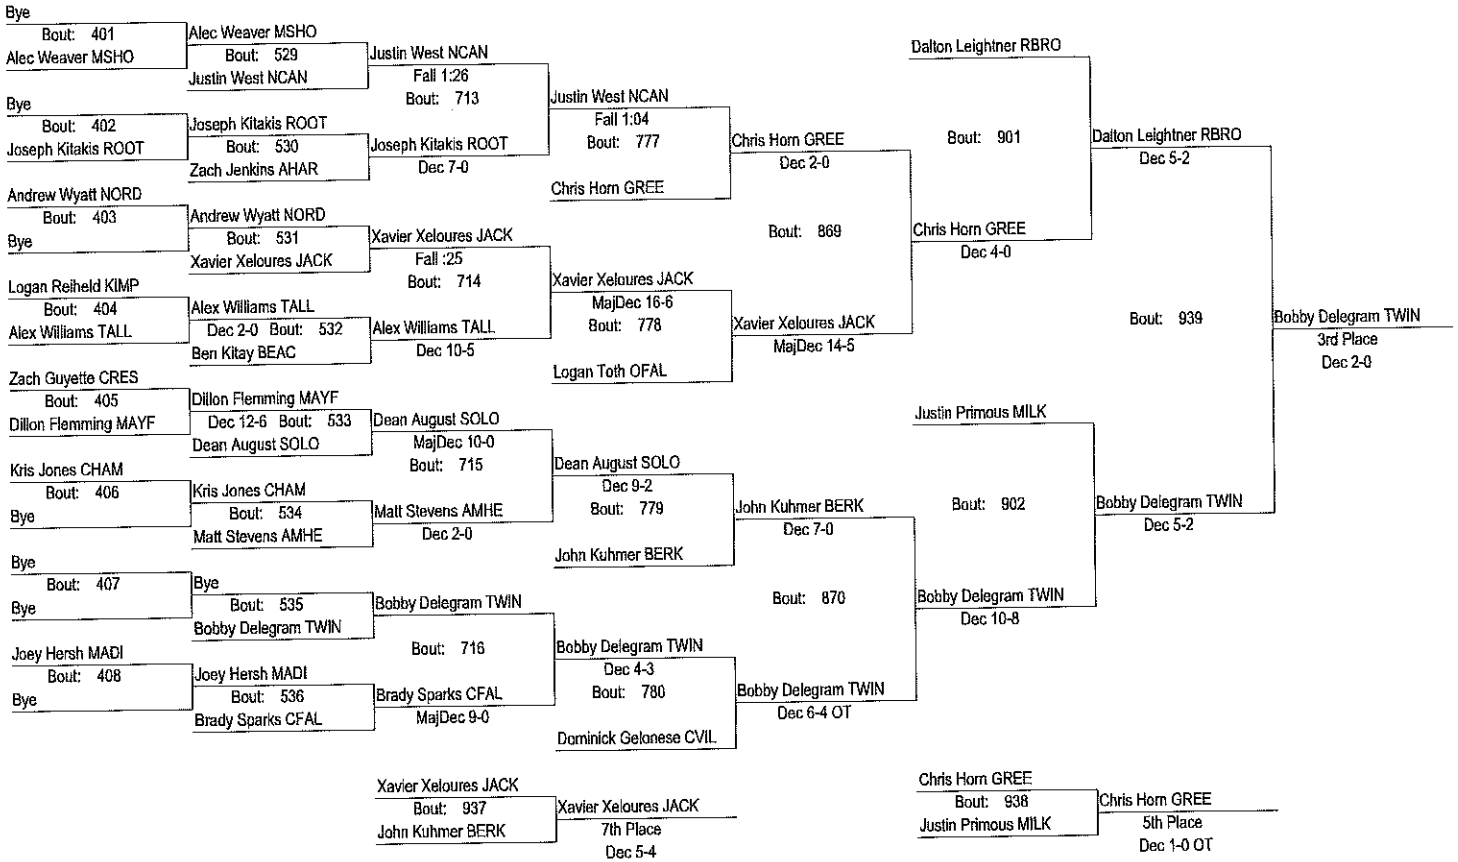 Bye
Bout: 401
Alec Weaver MSHO
Bye
Bout: 402
Joseph Kitakis ROOT
Andrew Wyatt NORD
Bout: 403
Bye
Logan Reiheld KIMP
Bout: 404
Alex Williams TALL
Zach Guyette CRES
Bout: 405
Dillon Flemming MAYF
Kris Jones CHAM
Bout: 406
Bye
Bye
Bout: 407
Bye
Joey Hersh MADI
Bout: 408
Bye
Alec Weaver MSHO
Bout: 529
Justin West NCAN
Joseph Kitakis ROOT
Bout: 530
Zach Jenkins AHAR
Andrew Wyatt NORD
Bout: 531
Xavier Xeloures JACK
Alex Williams TALL
Dec 2-0 Bout: 532
Ben Kitay BEAC
Dillon Flemming MAYF
Dec 12-6 Bout: 533
Dean August SOLO
Kris Jones CHAM
Bout: 534
Matt Stevens AMHE
Bye
Bout: 535
Bobby Delegram TWIN
Joey Hersh MADI
Bout: 536
Brady Sparks CFAL
Justin West NCAN
Fall 1:26
Bout: 713
Joseph Kitakis ROOT
Dec 7-0
Xavier Xeloures JACK
Fall :25
Bout: 714
Alex Williams TALL
Dec 10-5
Dean August SOLO
MajDec 10-0
Bout: 715
Matt Stevens AMHE
Dec 2-0
Bobby Delegram TWIN
Bout: 716
Brady Sparks CFAL
MajDec 9-0
Justin West NCAN
Fall 1:04
Bout: 777
Chris Horn GREE
Xavier Xeloures JACK
MajDec 16-6
Bout: 778
Logan Toth OFAL
Dean August SOLO
Dec 9-2
Bout: 779
John Kuhmer BERK
Bobby Delegram TWIN
Dec 4-3
Bout: 780
Dominick Gelonese CVIL
Chris Horn GREE
Dec 2-0
Bout: 869
Xavier Xeloures JACK
MajDec 14-5
John Kuhmer BERK
Dec 7-0
Bout: 870
Bobby Delegram TWIN
Dec 6-4 OT
Dalton Leightner RBRO
Bout: 901
Chris Horn GREE
Dec 4-0
Justin Primous MILK
Bout: 902
Bobby Delegram TWIN
Dec 10-8
Dalton Leightner RBRO
Dec 5-2
Bout: 939
Bobby Delegram TWIN
Dec 5-2
Bobby Delegram TWIN
3rd Place
Dec 2-0
Xavier Xeloures JACK
Bout: 937
John Kuhmer BERK
Xavier Xeloures JACK
7th Place
Dec 5-4
Chris Horn GREE
Bout: 938
Justin Primous MILK
Chris Horn GREE
5th Place
Dec 1-0 OT